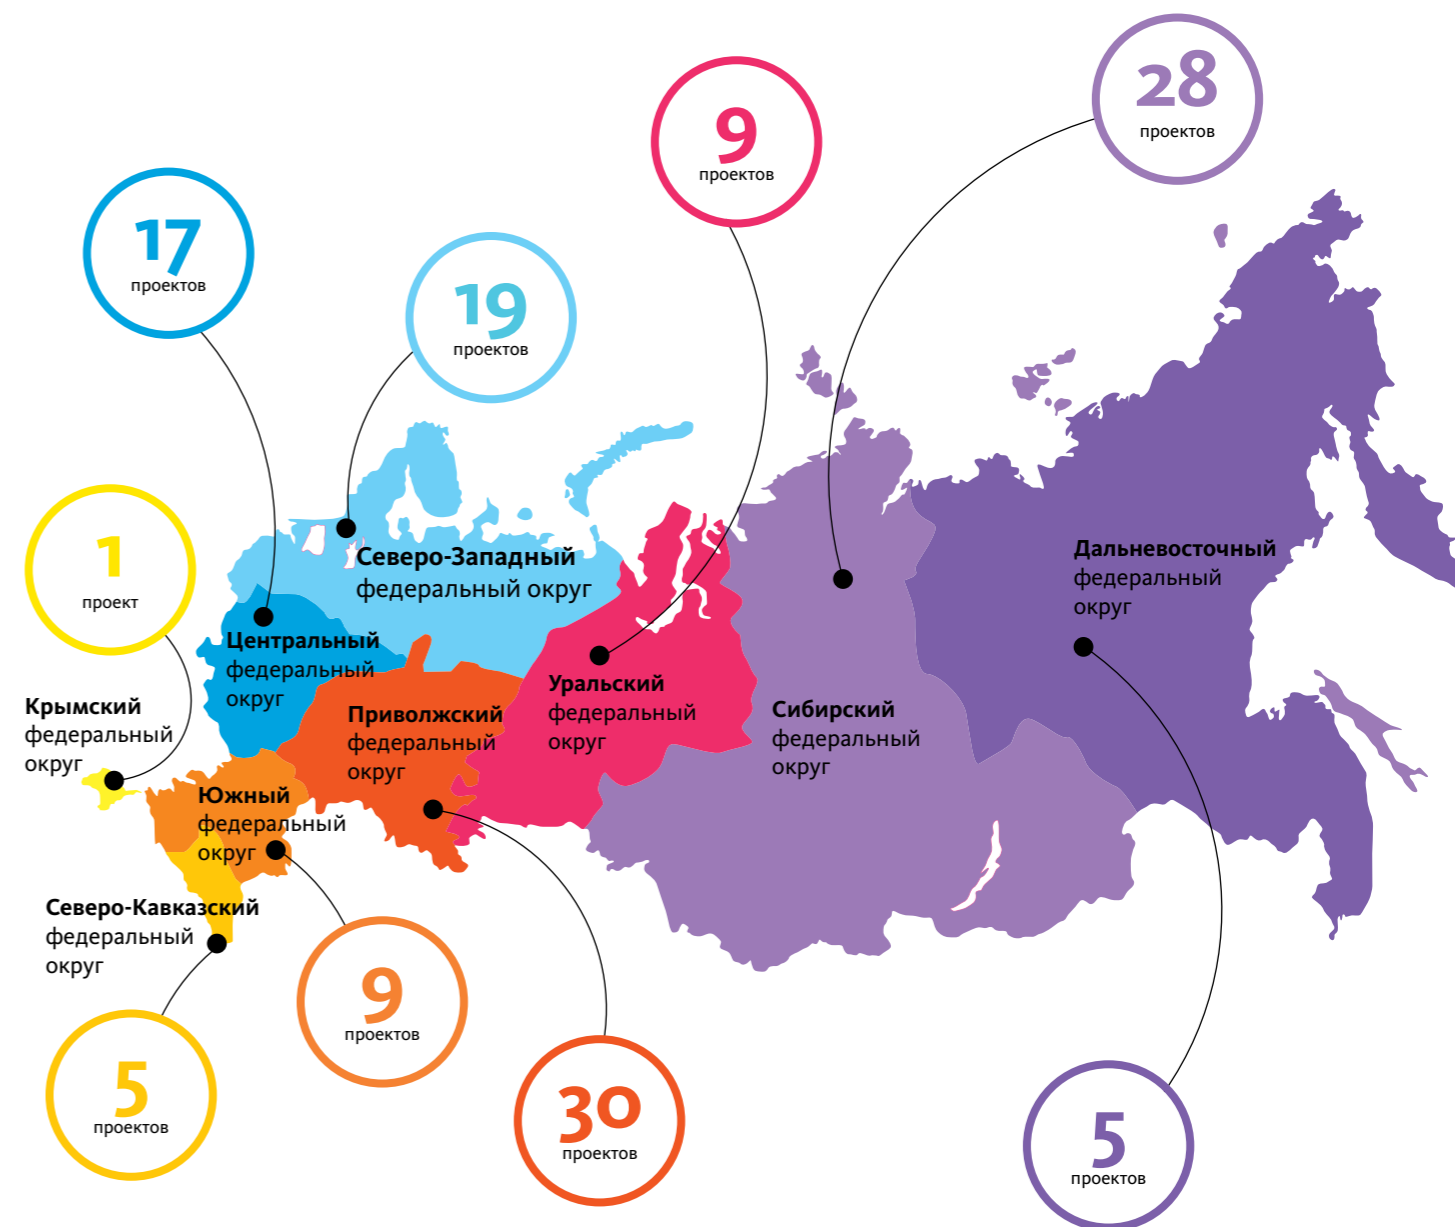 28
проектов
9
проектов
17
проектов
19
проектов
1
проект
Северо-Западный
федеральный округ
Дальневосточный
федеральный
округ
Центральный
федеральный
округ
Уральский
федеральный
округ
Крымский
федеральный
округ
Приволжский
федеральный
округ
Сибирский
федеральный
округ
Южный
федеральный
округ
Северо-Кавказский
федеральный
округ
9
проектов
5
проектов
30
проектов
5
проектов